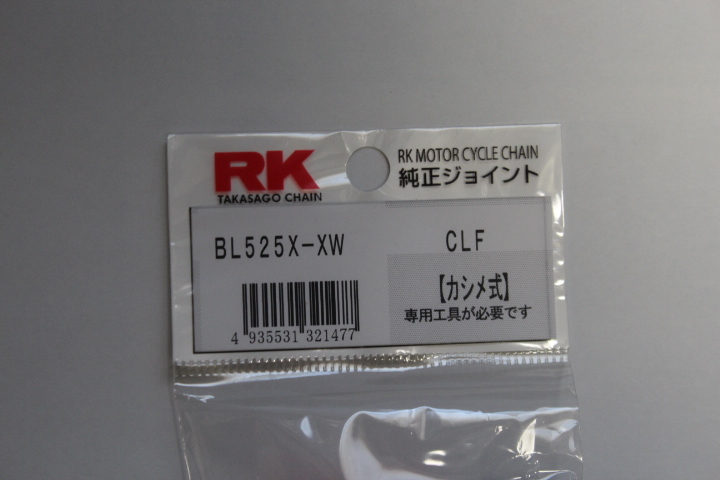 RK
TAKASAGO CHAIN
RK MOTOR CYCLE CHAIN
純正ジョイント
BL525X-XW
CLF
【カシメ式】
専用工具が必要です
4 935531 321477